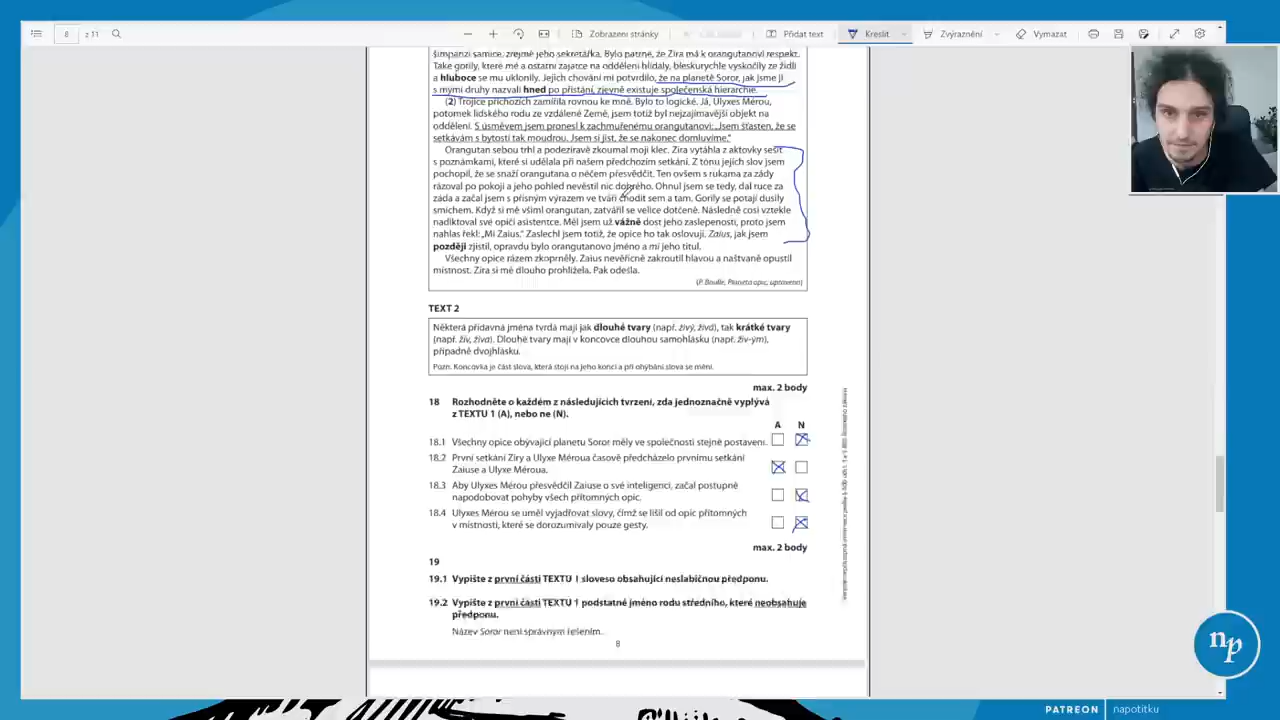 8 z 11
Zobrazení stránky
Přidat text
Kreslit
Zvýraznění
Vymazat
šimpanzí samice, zřejmě jeho sekretářka. Bylo patrné, že Zira má k orangutanovi respekt.
Také gorily, které mě a ostatní zajatce na oddělení hlídaly, bleskurychle vyskočily ze židlí
a hluboce se mu uklonily. Jejich chování mi potvrdilo, že na planetě Soror, jak jsme ji
s mými druhy nazvali hned po přistání, zjevně existuje společenská hierarchie.
(2) Trojice příchozích zamířila rovnou ke mně. Bylo to logické. Já, Ulyxes Mérou,
potomek lidského rodu ze vzdálené Země, jsem totiž byl nejzajímavější objekt na
oddělení. S úsměvem jsem pronesl k zachmuřenému orangutanovi: „Jsem šťasten, že se
setkávám s bytostí tak moudrou. Jsem si jist, že se nakonec domluvíme.“
Orangutan sebou trhl a podezíravě zkoumal moji klec. Zira vytáhla z aktovky sešit
s poznámkami, které si udělala při našem předchozím setkání. Z tónu jejích slov jsem
pochopil, že se snaží orangutana o něčem přesvědčit. Ten ovšem s rukama za zády
rázoval po pokoji a jeho pohled nevěstil nic dobrého. Ohnul jsem se tedy, dal ruce za
záda a začal jsem s přísným výrazem ve tváři chodit sem a tam. Gorily se potají dusily
smíchem. Když si mě všiml orangutan, zatvářil se velice dotčeně. Následně cosi vztekle
nadiktoval své opičí asistence. Měl jsem už vážně dost jeho zaslepenosti, proto jsem
nahlas řekl: „Mi Zaius.“ Zaslechl jsem totiž, že opice ho tak oslovují. Zaius, jak jsem
později zjistil, opravdu bylo orangutanovo jméno a mi jeho titul.
Všechny opice rázem zkoprněly. Zaius nevěřícně zakroutil hlavou a naštvaně opustil
místnost. Zira si mě dlouho prohlížela. Pak odešla.
(P. Boulle, Planeta opic, upraveno)
TEXT 2
Některá přídavná jména tvrdá mají jak dlouhé tvary (např. živý, živá), tak krátké tvary
(např. živ, živa). Dlouhé tvary mají v koncovce dlouhou samohlásku (např. živ-ým),
případně dvojhlásku.
Pozn. Koncovka je část slova, která stojí na jeho konci a při ohýbání slova se mění.
max. 2 body
18 Rozhodněte o každém z následujících tvrzení, zda jednoznačně vyplývá
z TEXTU 1 (A), nebo ne (N).
A N
18.1 Všechny opice obývající planetu Soror měly ve společnosti stejné postavení.
18.2 První setkání Ziry a Ulyxe Méroua časově předcházelo prvnímu setkání
Zaiuse a Ulyxe Méroua.
18.3 Aby Ulyxes Mérou přesvědčil Zaiuse o své inteligenci, začal postupně
napodobovat pohyby všech přítomných opic.
18.4 Ulyxes Mérou se uměl vyjadřovat slovy, čímž se lišil od opic přítomných
v místnosti, které se dorozumívaly pouze gesty.
max. 2 body
19
19.1 Vypište z první části TEXTU 1 sloveso obsahující neslabičnou předponu.
19.2 Vypište z první části TEXTU 1 podstatné jméno rodu středního, které neobsahuje
předponu.
Název Soror není správným řešením.
8
np
PATREON | napotitku